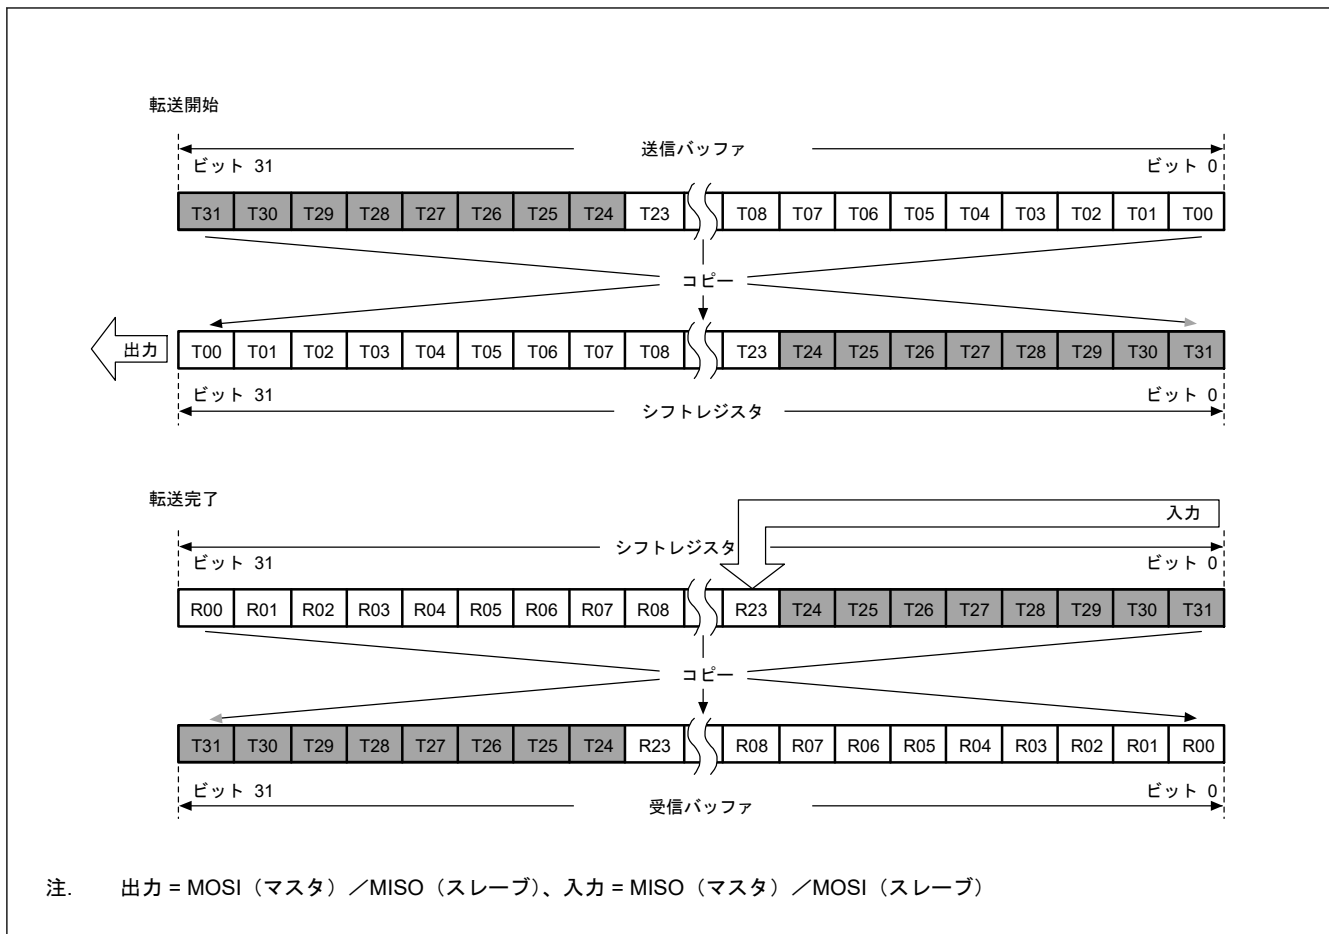 転送開始
送信バッファ
ビット 31 ビット 0
T31 T30 T29 T28 T27 T26 T25 T24 T23 T08 T07 T06 T05 T04 T03 T02 T01 T00
コピー
出力 T00 T01 T02 T03 T04 T05 T06 T07 T08 T23 T24 T25 T26 T27 T28 T29 T30 T31
ビット 31 ビット 0
シフトレジスタ
転送完了
入力
シフトレジスタ
ビット 31 ビット 0
R00 R01 R02 R03 R04 R05 R06 R07 R08 R23 T24 T25 T26 T27 T28 T29 T30 T31
コピー
T31 T30 T29 T28 T27 T26 T25 T24 R23 R08 R07 R06 R05 R04 R03 R02 R01 R00
ビット 31 ビット 0
受信バッファ
注. 出力 = MOSI（マスタ）／MISO（スレーブ）、入力 = MISO（マスタ）／MOSI（スレーブ）